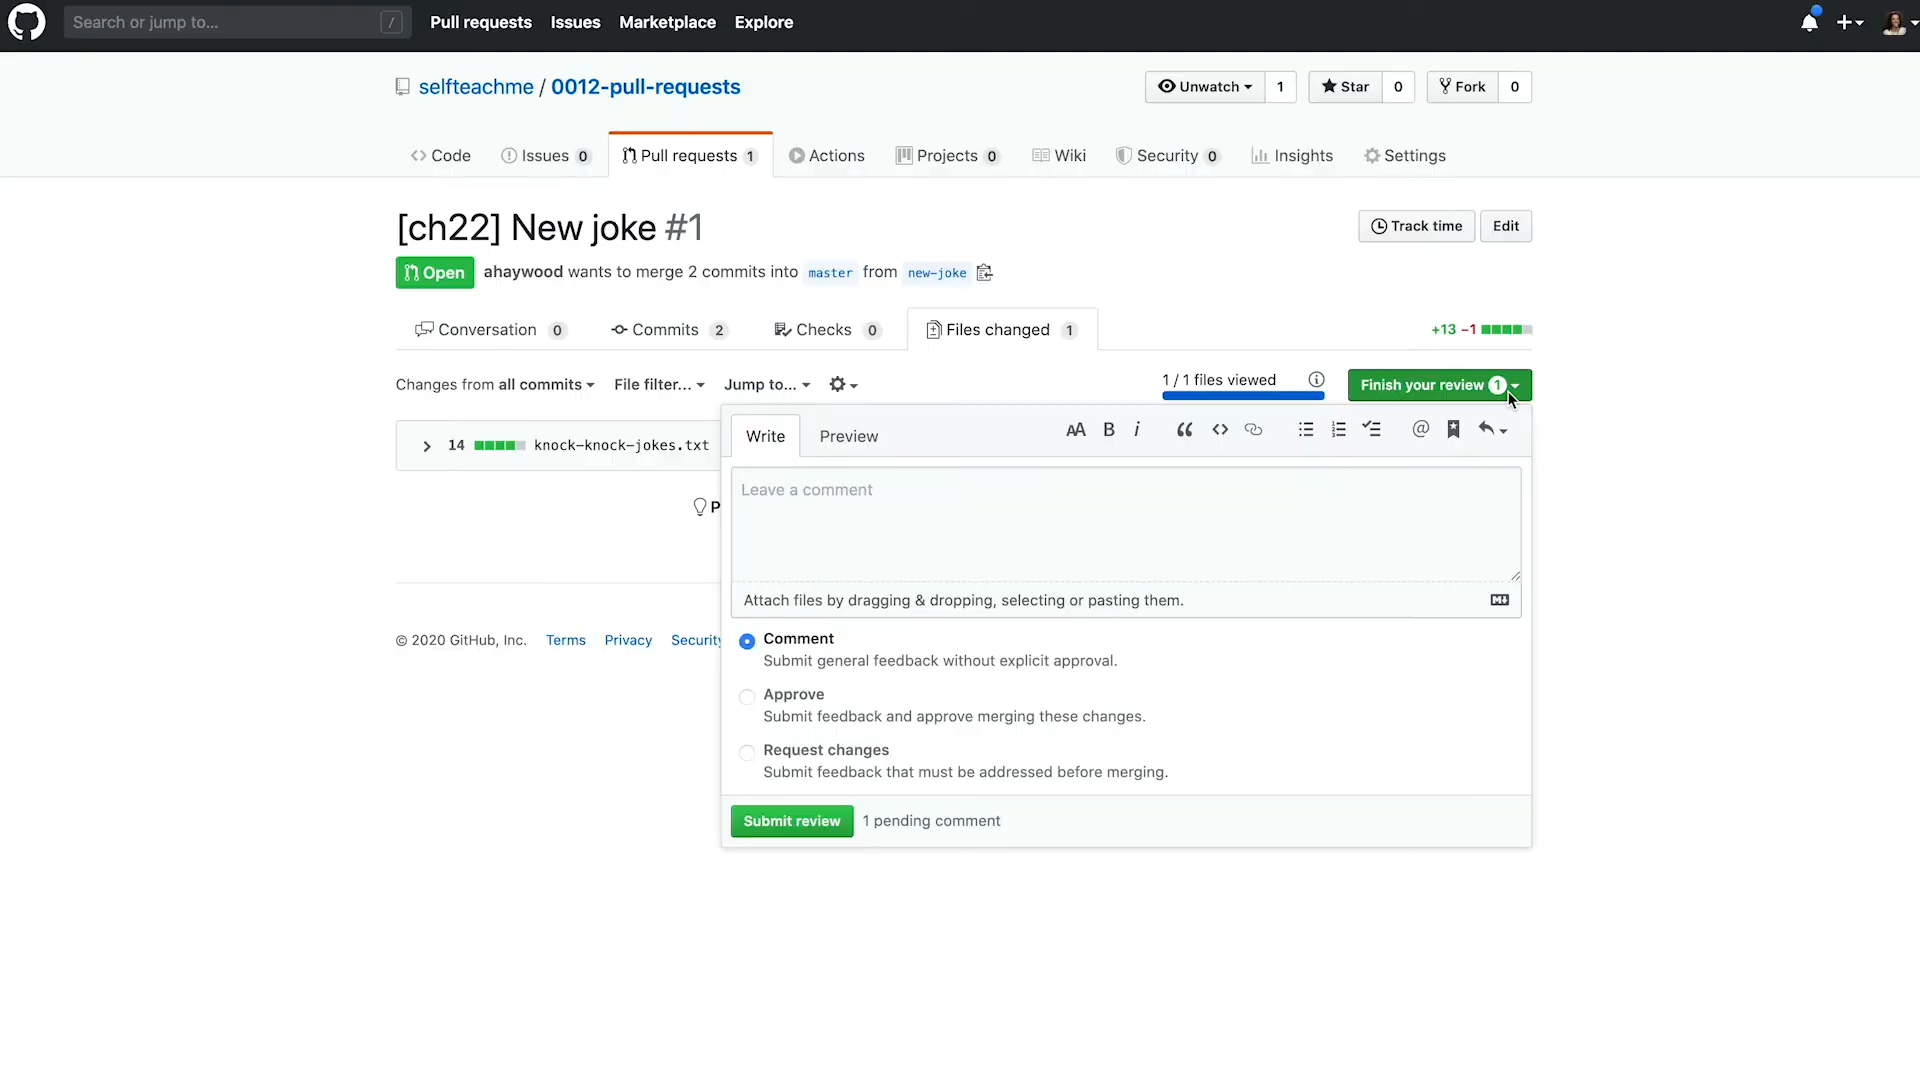 Search or jump to... /
Pull requests Issues Marketplace Explore
selfteachme / 0012-pull-requests
Unwatch 1 Star 0 Fork 0
Code Issues 0 Pull requests 1 Actions Projects 0 Wiki Security 0 Insights Settings
[ch22] New joke #1
Track time Edit
Open ahaywood wants to merge 2 commits into master from new-joke
Conversation 0 Commits 2 Checks 0 Files changed 1 +13 −1
Changes from all commits File filter... Jump to... 1 / 1 files viewed Finish your review 1
Write Preview AA B i
14 knock-knock-jokes.txt
Leave a comment
P
Attach files by dragging & dropping, selecting or pasting them.
© 2020 GitHub, Inc. Terms Privacy Security
Comment
Submit general feedback without explicit approval.
Approve
Submit feedback and approve merging these changes.
Request changes
Submit feedback that must be addressed before merging.
Submit review 1 pending comment